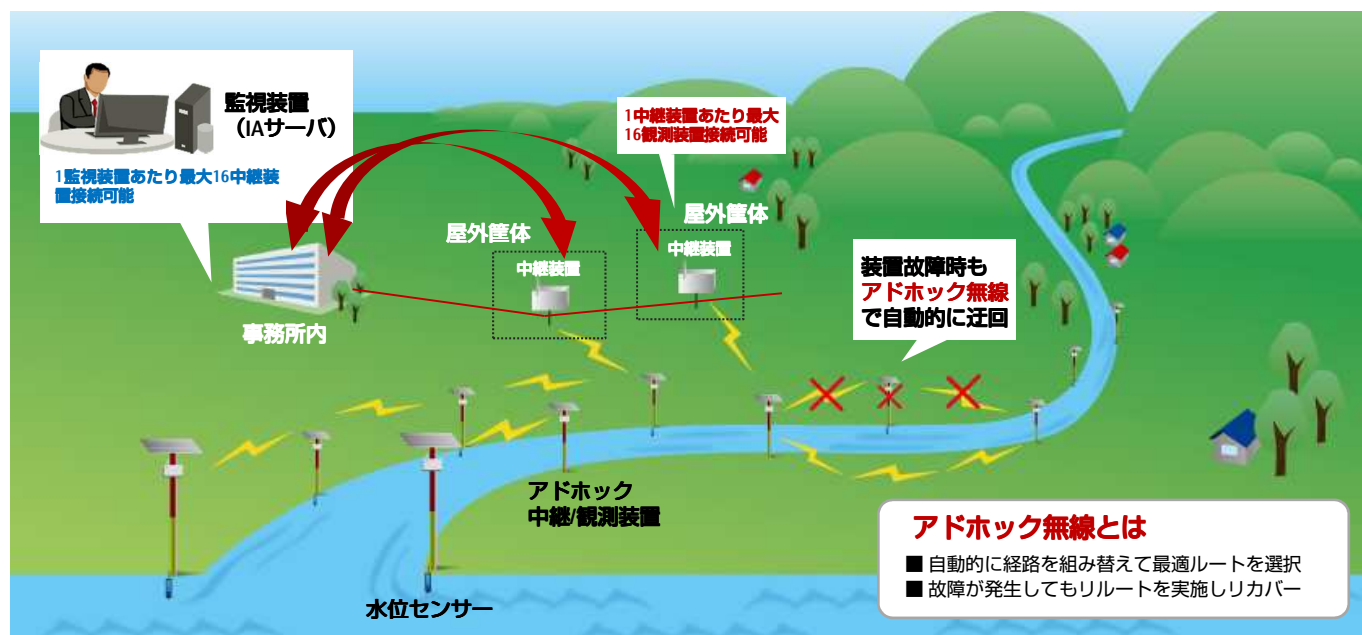 監視装置
（IAサーバ）
1監視装置あたり最大16中継装
置接続可能
1中継装置あたり最大
16観測装置接続可能
屋外筐体
中継装置
屋外筐体
中継装置
事務所内
装置故障時も
アドホック無線
で自動的に迂回
アドホック
中継/観測装置
水位センサー
アドホック無線とは
■ 自動的に経路を組み替えて最適ルートを選択
■ 故障が発生してもリルートを実施しリカバー